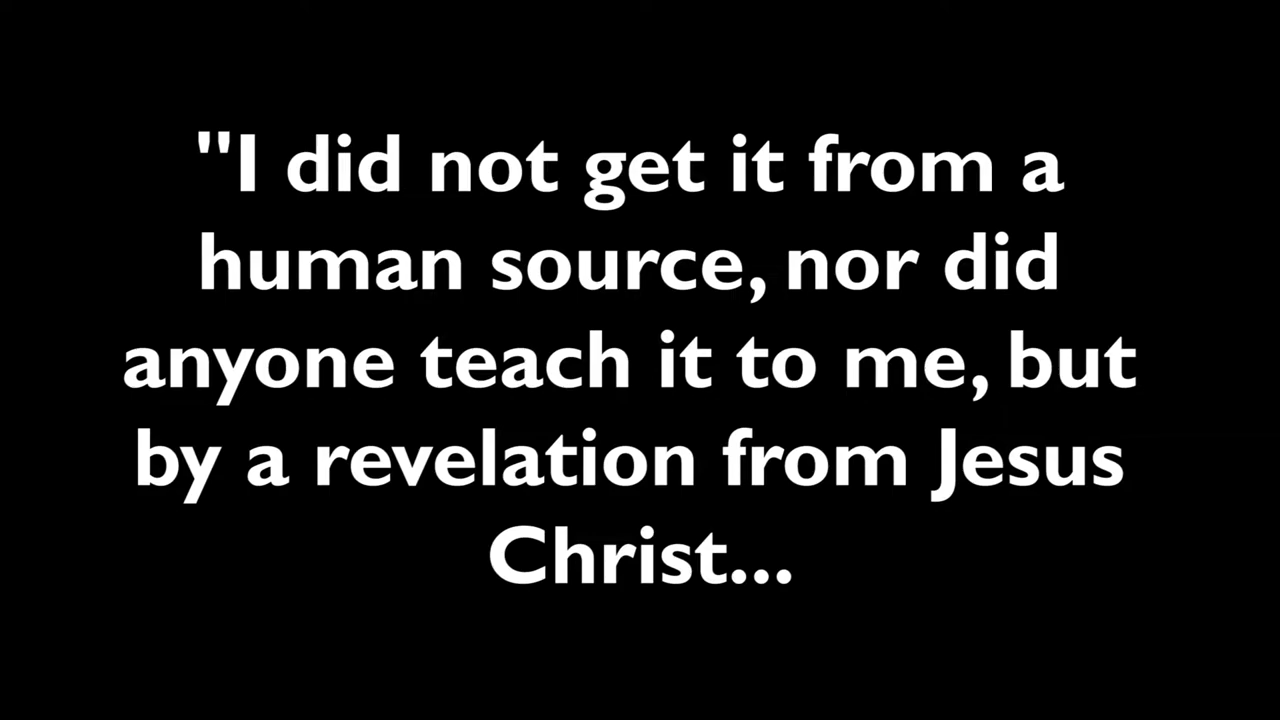 "I did not get it from a
human source, nor did
anyone teach it to me, but
by a revelation from Jesus
Christ...